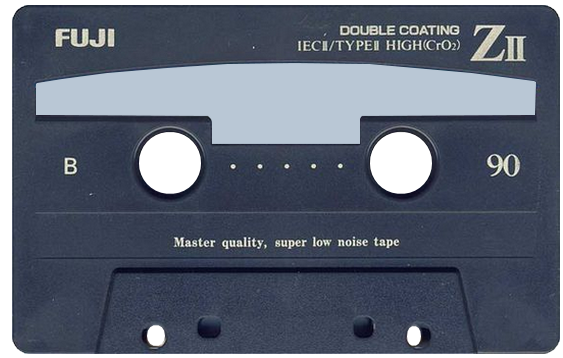 FUJI
DOUBLE COATING
IECⅡ/TYPEⅡ HIGH(CrO₂)
ZⅡ
B
90
Master quality, super low noise tape